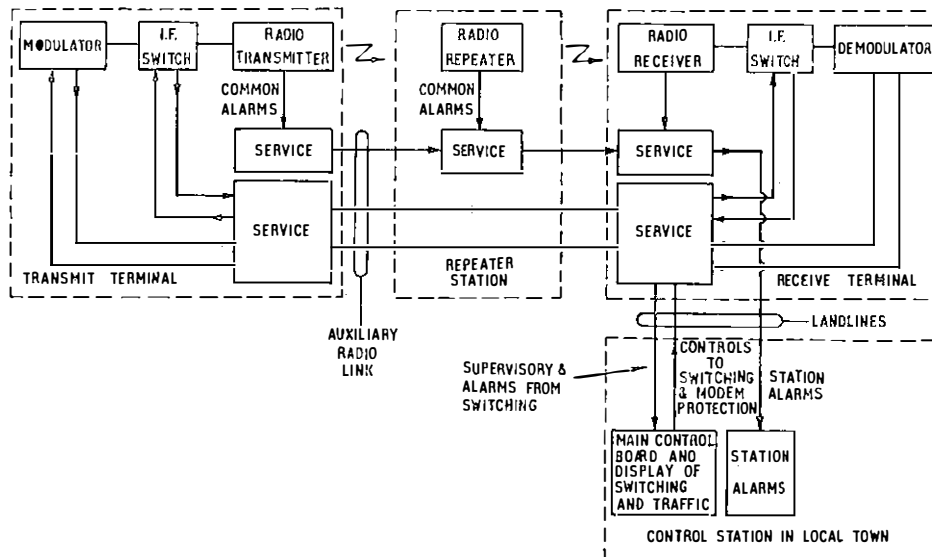 MODULATOR
I.F.
SWITCH
RADIO
TRANSMITTER
COMMON
ALARMS
SERVICE
SERVICE
TRANSMIT TERMINAL
RADIO
REPEATER
COMMON
ALARMS
SERVICE
REPEATER
STATION
RADIO
RECEIVER
I.F.
SWITCH
DEMODULATOR
SERVICE
SERVICE
RECEIVE TERMINAL
AUXILIARY
RADIO
LINK
LANDLINES
SUPERVISORY &
ALARMS FROM
SWITCHING
CONTROLS
TO
SWITCHING
& MODEM
PROTECTION
STATION
ALARMS
MAIN CONTROL
BOARD AND
DISPLAY OF
SWITCHING
AND TRAFFIC
STATION
ALARMS
CONTROL STATION IN LOCAL TOWN